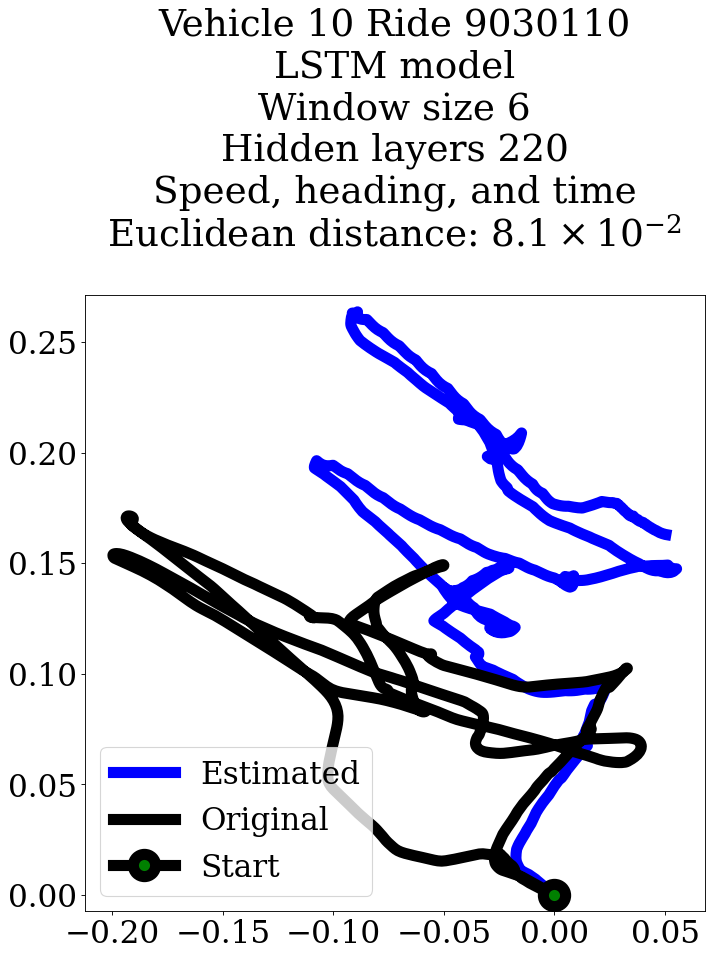 Vehicle 10 Ride 9030110
LSTM model
Window size 6
Hidden layers 220
Speed, heading, and time
Euclidean distance: 8.1 × 10⁻²
0.25
0.20
0.15
0.10
0.05
0.00
Estimated
Original
Start
−0.20 −0.15 −0.10 −0.05 0.00 0.05